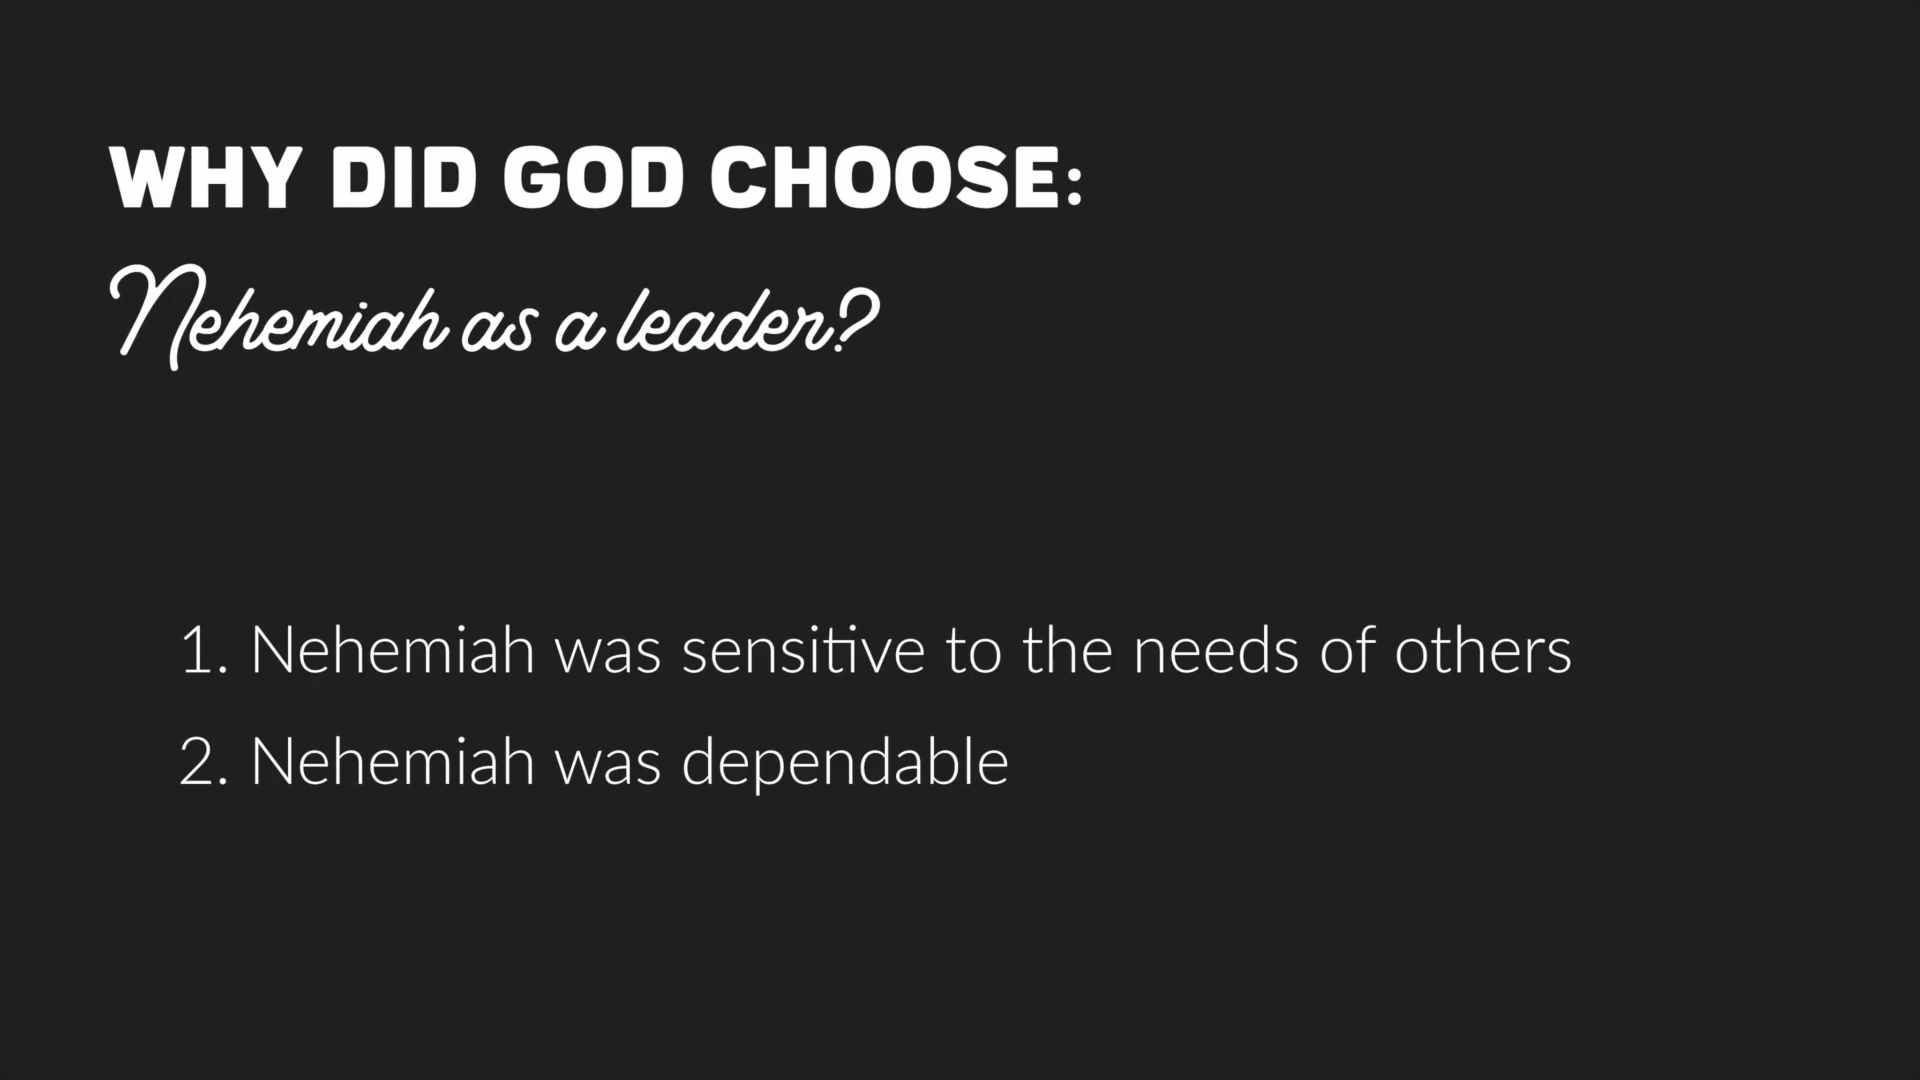 WHY DID GOD CHOOSE:
Nehemiah as a leader?
1. Nehemiah was sensitive to the needs of others
2. Nehemiah was dependable